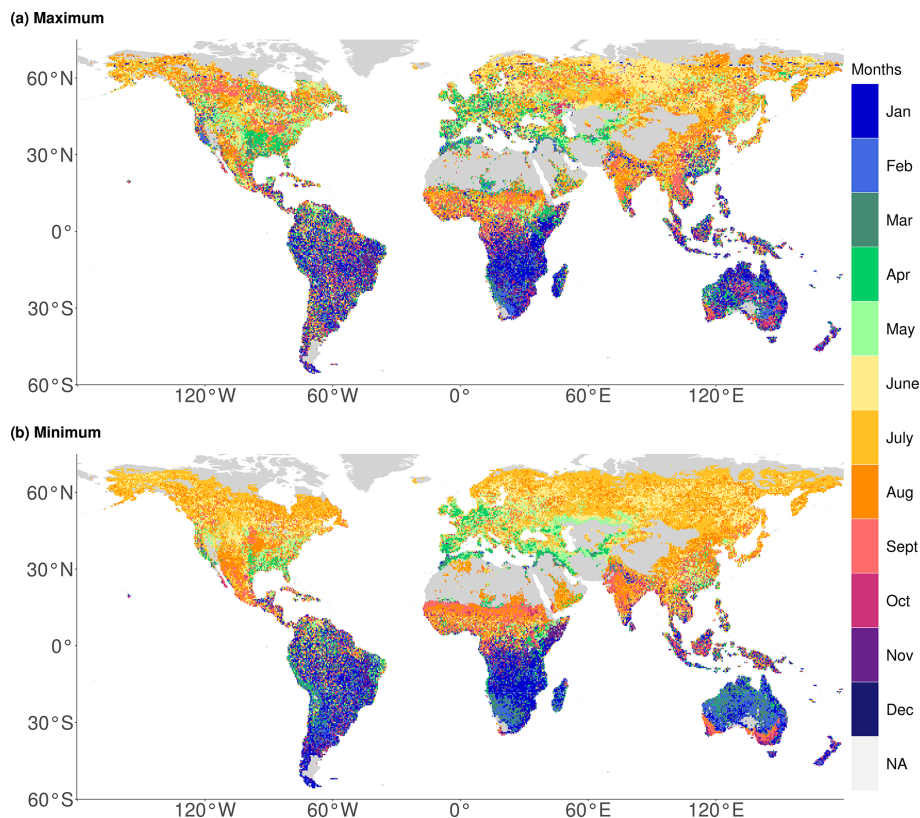 (a) Maximum
60°N
30°N
0°
30°S
60°S
120°W
60°W
0°
60°E
120°E
(b) Minimum
60°N
30°N
0°
30°S
60°S
120°W
60°W
0°
60°E
120°E
Months
Jan
Feb
Mar
Apr
May
June
July
Aug
Sept
Oct
Nov
Dec
NA